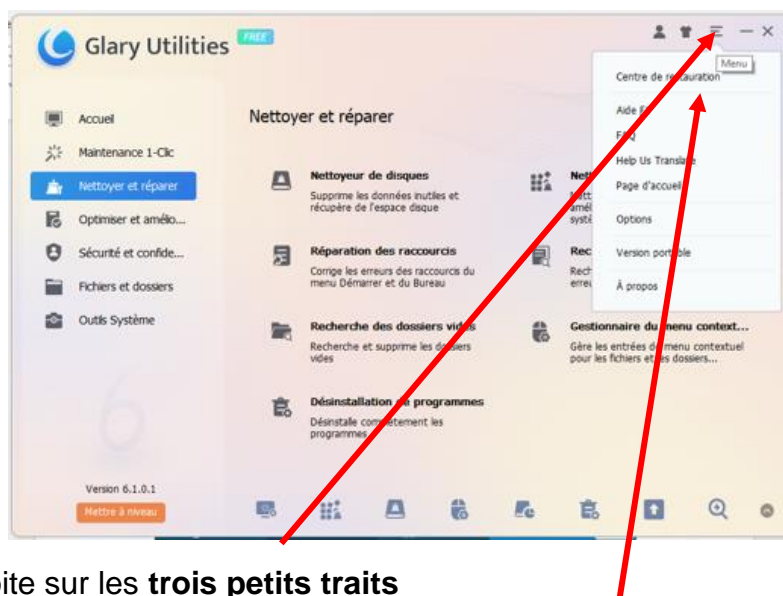 Glary Utilities FREE
Menu
Centre de restauration
Aide
FAQ
Help Us Translate
Page d'accueil
Options
Version portable
À propos
Accueil
Maintenance 1-Clic
Nettoyer et réparer
Optimiser et amélio...
Sécurité et confide...
Fichiers et dossiers
Outils Système
6
Version 6.1.0.1
Mettre à niveau
Nettoyer et réparer
Nettoyeur de disques
Supprime les données inutiles et
récupère de l'espace disque
Réparation des raccourcis
Corrige les erreurs des raccourcis du
menu Démarrer et du Bureau
Recherche des dossiers vides
Recherche et supprime les dossiers
vides
Gestionnaire du menu context...
Gère les entrées du menu contextuel
pour les fichiers et les dossiers...
Désinstallation de programmes
Désinstalle complètement les
programmes
oite sur les trois petits traits